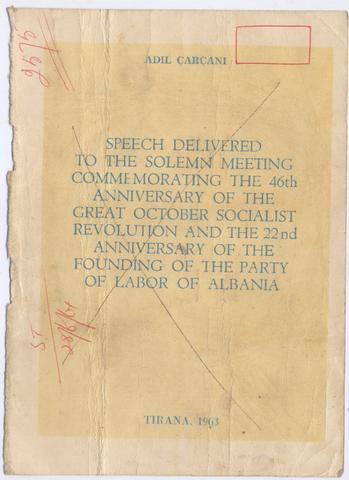 ADIL ÇARÇANI
SPEECH DELIVERED
TO THE SOLEMN MEETING
COMMEMORATING THE 46th
ANNIVERSARY OF THE
GREAT OCTOBER SOCIALIST
REVOLUTION AND THE 22nd
ANNIVERSARY OF THE
FOUNDING OF THE PARTY
OF LABOR OF ALBANIA
TIRANA, 1963